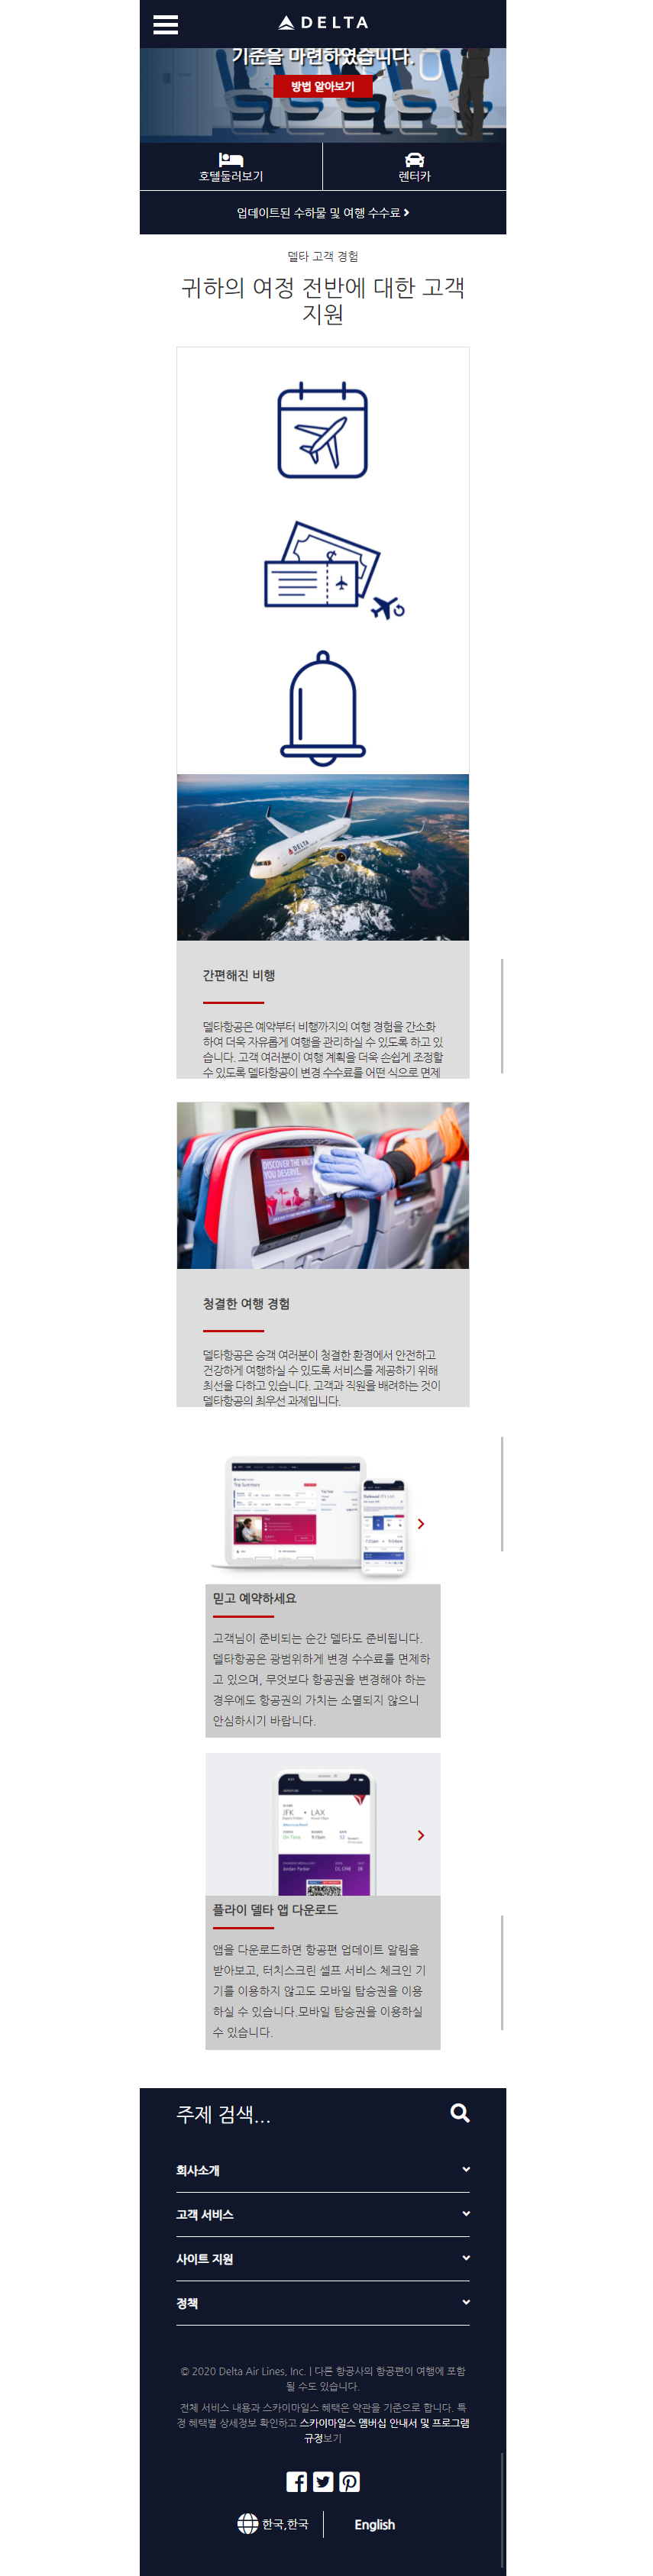 DELTA
기준을 마련하였습니다.
방법 알아보기
호텔둘러보기
렌터카
업데이트된 수하물 및 여행 수수료
델타 고객 경험
귀하의 여정 전반에 대한 고객
지원
DELTA
간편해진 비행
델타항공은 예약부터 비행까지의 여행 경험을 간소화
하여 더욱 자유롭게 여행을 관리하실 수 있도록 하고 있
습니다. 고객 여러분이 여행 계획을 더욱 손쉽게 조정할
수 있도록 델타항공이 변경 수수료를 어떤 식으로 면제
DISCOVER THE
YOU DESERVE.
청결한 여행 경험
델타항공은 승객 여러분이 청결한 환경에서 안전하고
건강하게 여행하실 수 있도록 서비스를 제공하기 위해
최선을 다하고 있습니다. 고객과 직원을 배려하는 것이
델타항공의 최우선 과제입니다.
Trip Summary
믿고 예약하세요
고객님이 준비되는 순간 델타도 준비됩니다.
델타항공은 광범위하게 변경 수수료를 면제하
고 있으며, 무엇보다 항공권을 변경해야 하는
경우에도 항공권의 가치는 소멸되지 않으니
안심하시기 바랍니다.
JFK • LAX
On Time
Jordan Parker
플라이 델타 앱 다운로드
앱을 다운로드하면 항공편 업데이트 알림을
받아보고, 터치스크린 셀프 서비스 체크인 기
기를 이용하지 않고도 모바일 탑승권을 이용
하실 수 있습니다.모바일 탑승권을 이용하실
수 있습니다.
주제 검색...
회사소개
고객 서비스
사이트 지원
정책
© 2020 Delta Air Lines, Inc. | 다른 항공사의 항공편이 여행에 포함
될 수도 있습니다.
전체 서비스 내용과 스카이마일스 혜택은 약관을 기준으로 합니다. 특
정 혜택별 상세정보 확인하고 스카이마일스 멤버십 안내서 및 프로그램
규정보기
한국,한국
English